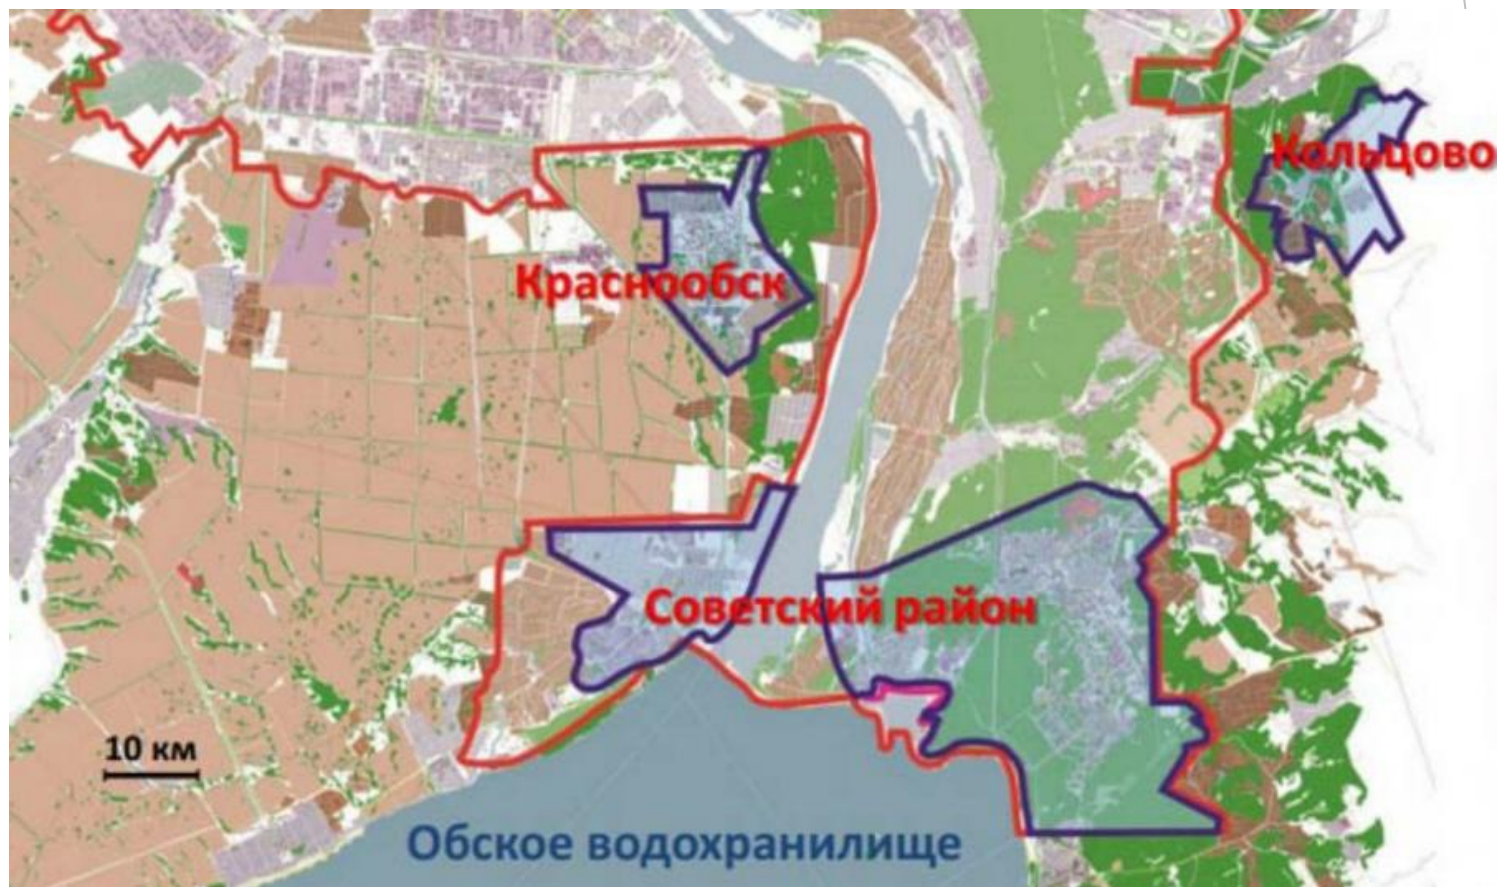 Кольцово
Краснообск
Советский район
10 км
Обское водохранилище